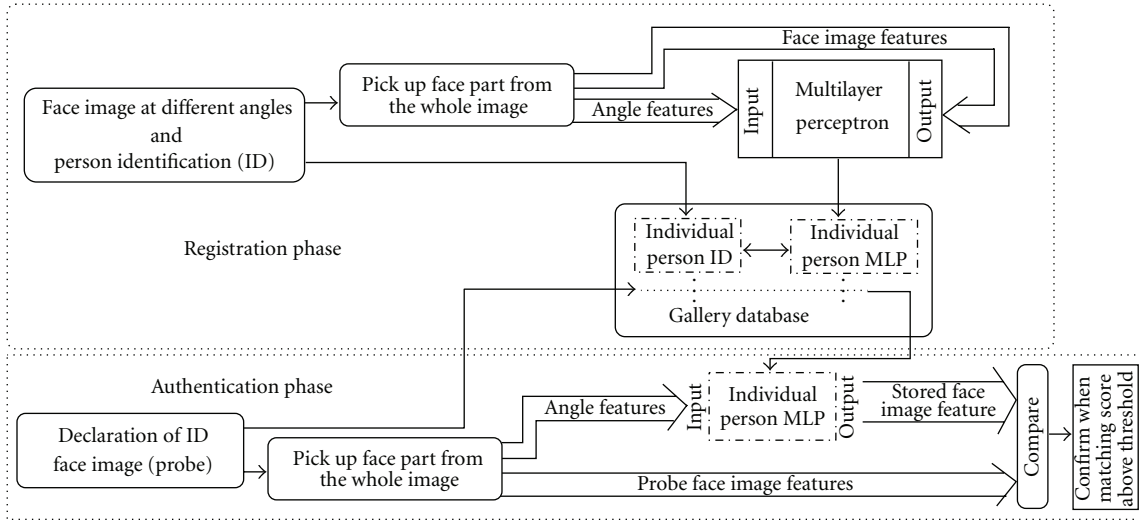 Face image at different angles
and
person identification (ID)
Pick up face part from
the whole image
Face image features
Angle features
Input
Multilayer
perceptron
Output
Registration phase
Individual
person ID
Individual
person MLP
Gallery database
Authentication phase
Declaration of ID
face image (probe)
Pick up face part from
the whole image
Angle features
Input
Individual
person MLP
Output
Stored face
image feature
Probe face image features
Compare
Confirm when
matching score
above threshold